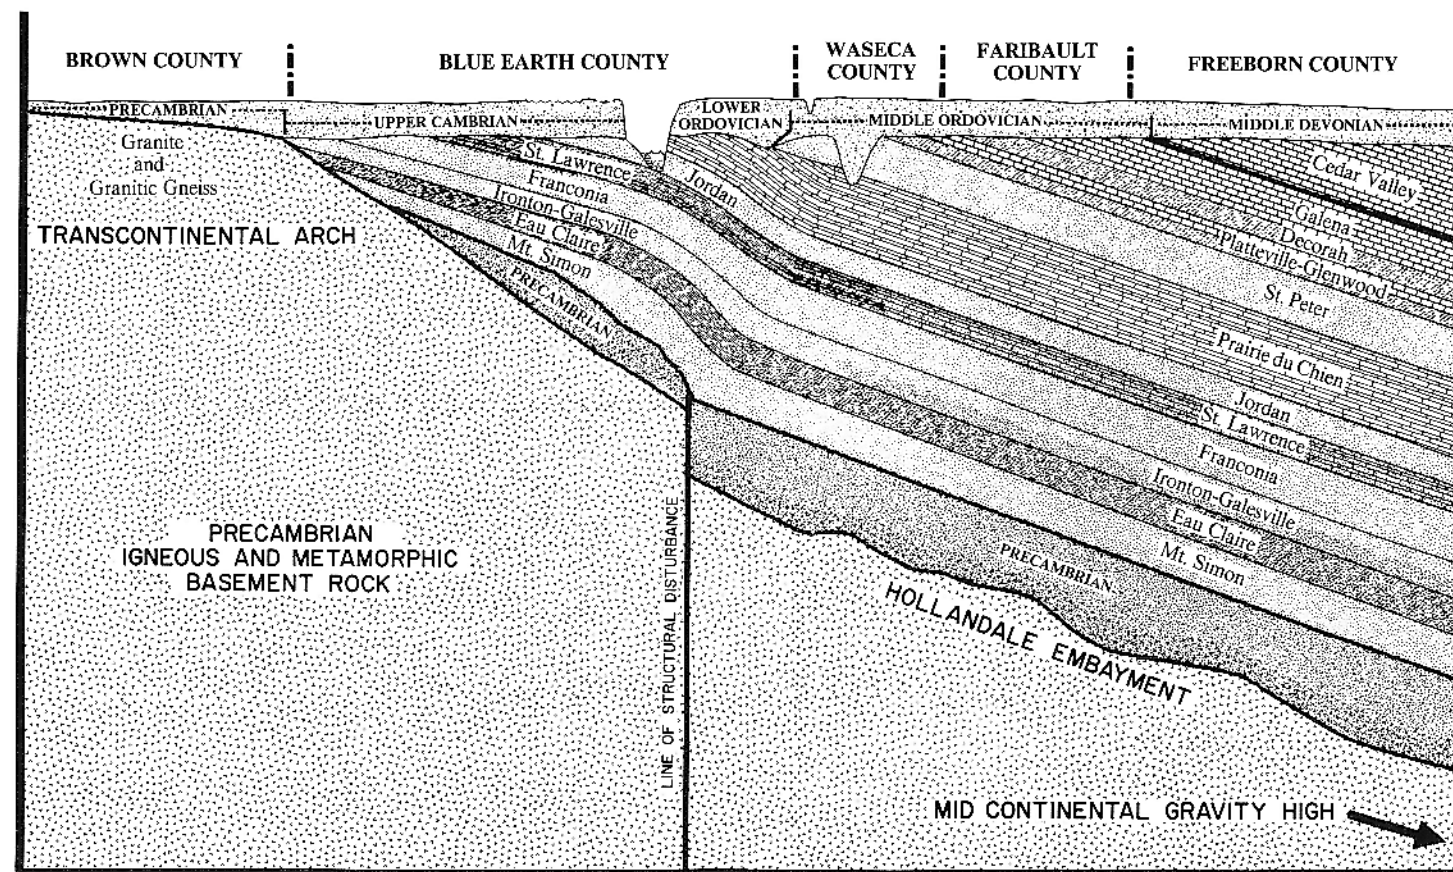 BROWN COUNTY
BLUE EARTH COUNTY
WASECA
COUNTY
FARIBAULT
COUNTY
FREEBORN COUNTY
PRECAMBRIAN
UPPER CAMBRIAN
LOWER
ORDOVICIAN
MIDDLE ORDOVICIAN
MIDDLE DEVONIAN
Granite
and
Granitic Gneiss
TRANSCONTINENTAL ARCH
St. Lawrence
Franconia
Ironton-Galesville
Eau Claire
Mt. Simon
PRECAMBRIAN
Jordan
Cedar Valley
Galena
Decorah
Platteville-Glenwood
St. Peter
Prairie du Chien
Jordan
St. Lawrence
Franconia
Ironton-Galesville
Eau Claire
Mt. Simon
PRECAMBRIAN
HOLLANDALE EMBAYMENT
PRECAMBRIAN
IGNEOUS AND METAMORPHIC
BASEMENT ROCK
LINE OF STRUCTURAL DISTURBANCE
MID CONTINENTAL GRAVITY HIGH